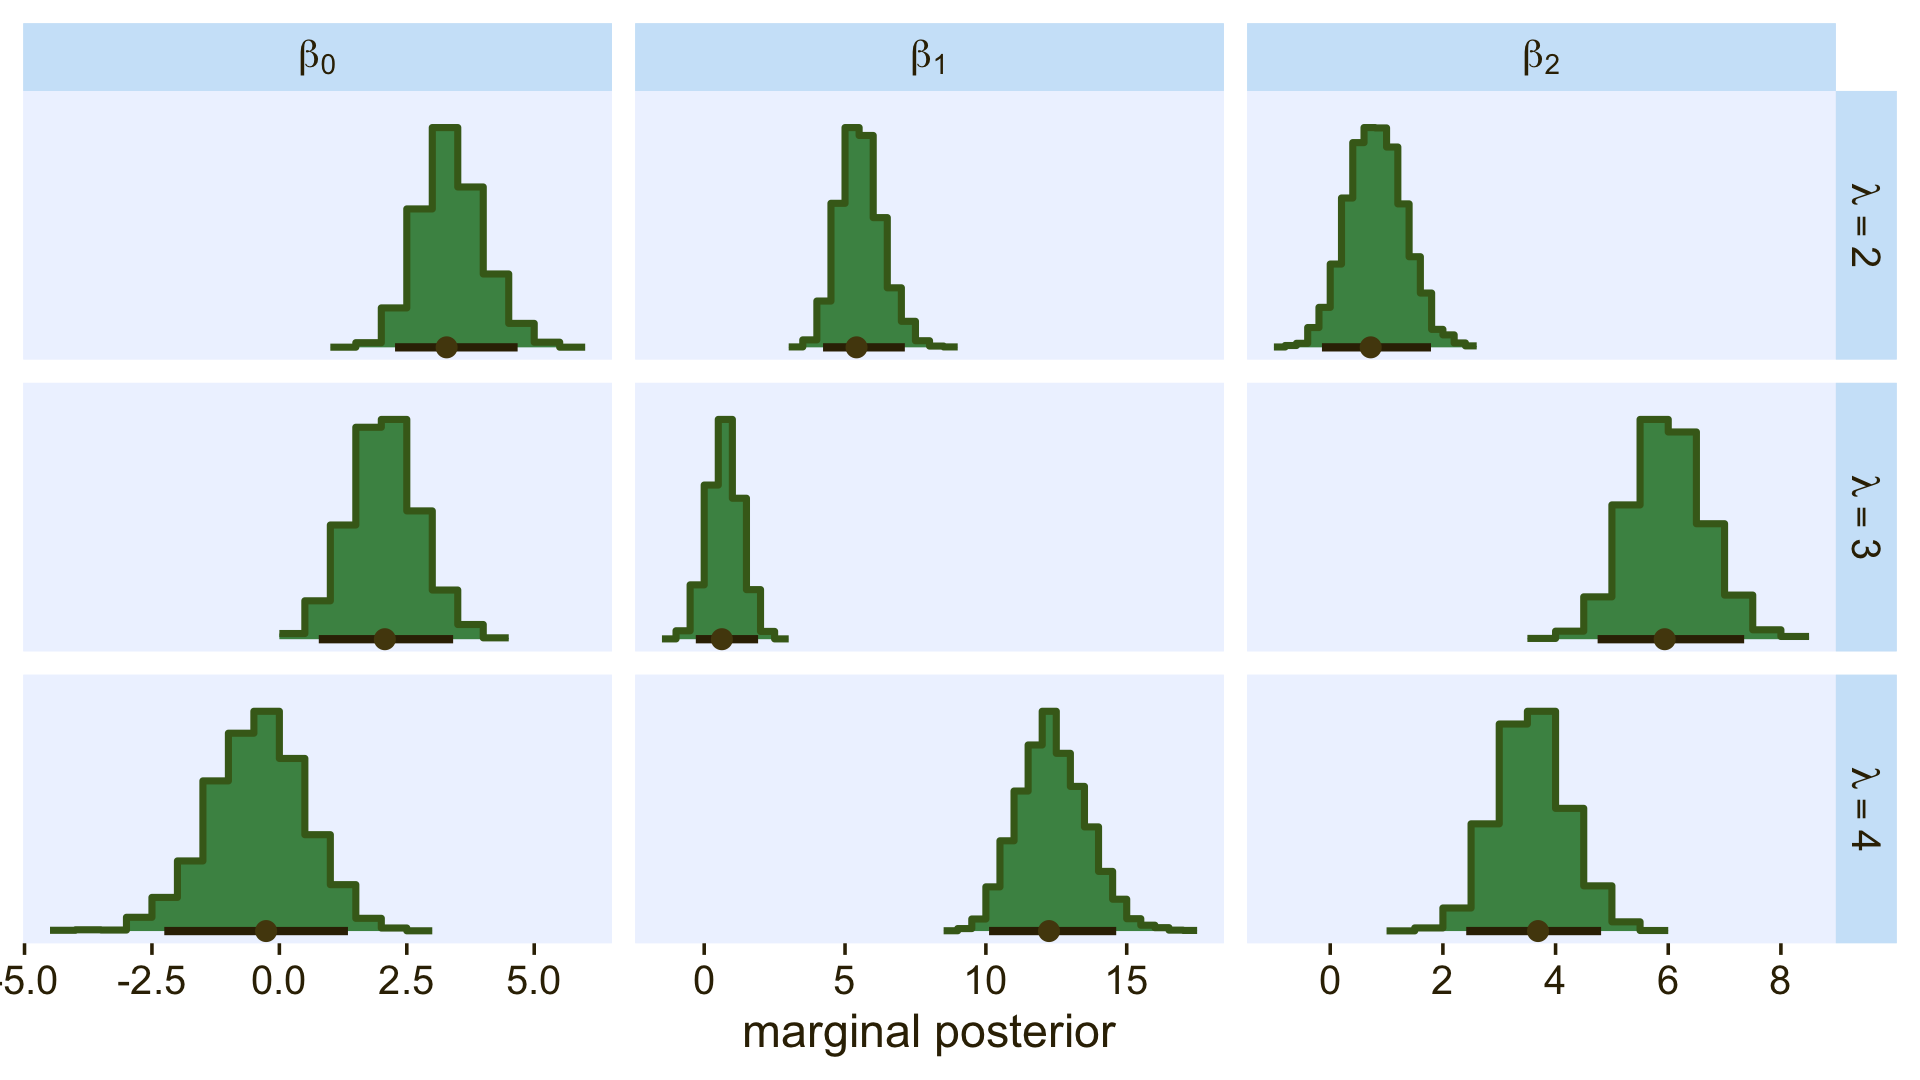 β₀ β₁ β₂
λ = 2
λ = 3
λ = 4
-5.0 -2.5 0.0 2.5 5.0 0 5 10 15 0 2 4 6 8
marginal posterior